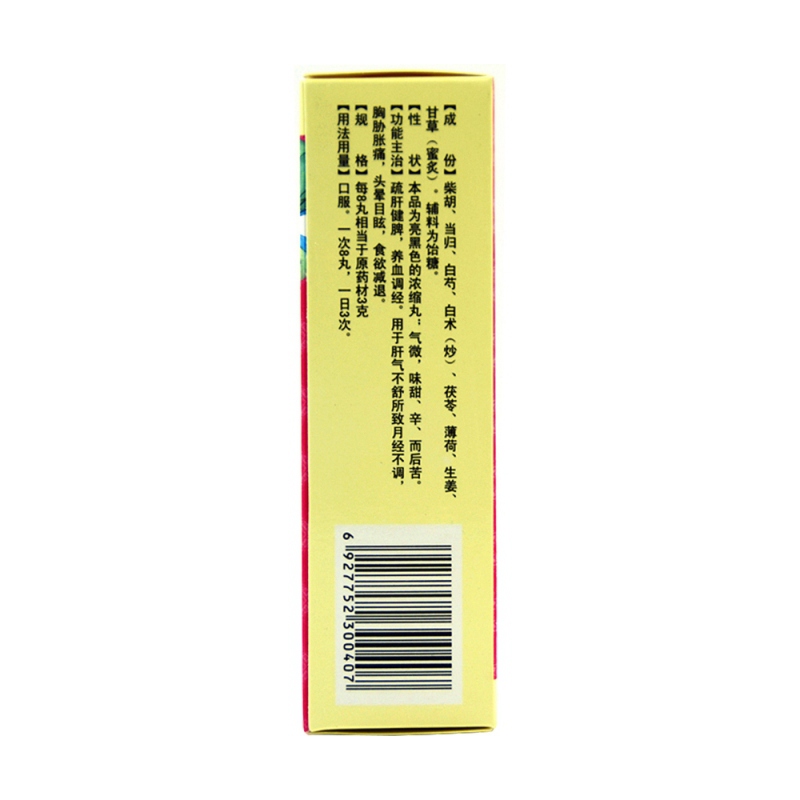 【成　份】柴胡、当归、白芍、白术（炒）、茯苓、薄荷、生姜、
甘草（蜜炙）。辅料为饴糖。
【性　状】本品为亮黑色的浓缩丸；气微，味甜、辛、而后苦。
【功能主治】疏肝健脾，养血调经。用于肝气不舒所致月经不调，
胸胁胀痛，头晕目眩，食欲减退。
【规　格】每8丸相当于原药材3克
【用法用量】口服。一次8丸，一日3次。
6927752300407